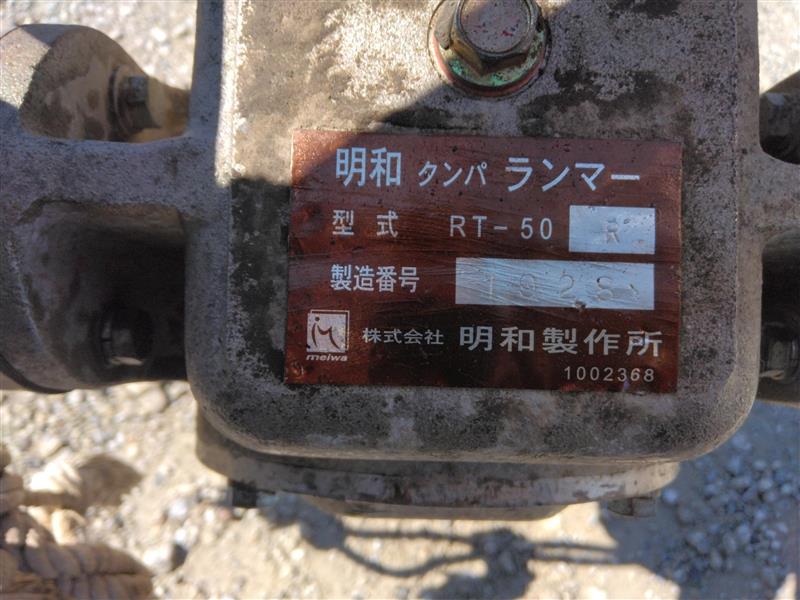 明和 タンパ ランマー
型式 RT-50 R
製造番号
meiwa 株式会社 明和製作所
1002368